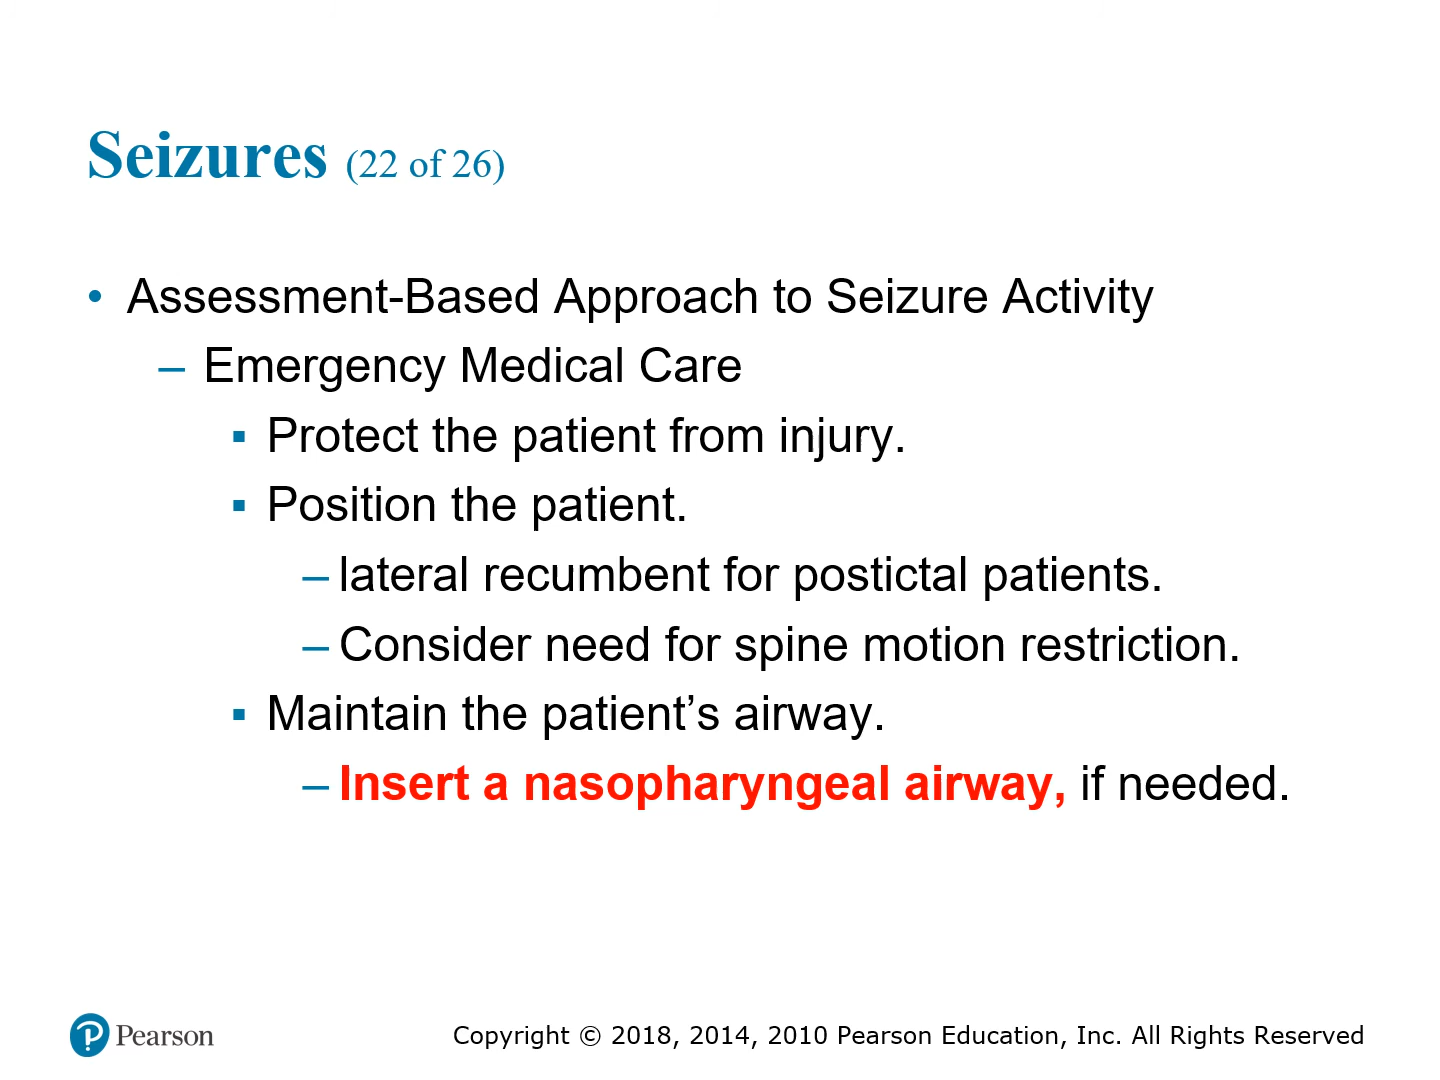 Seizures (22 of 26)
• Assessment-Based Approach to Seizure Activity
– Emergency Medical Care
▪ Protect the patient from injury.
▪ Position the patient.
– lateral recumbent for postictal patients.
– Consider need for spine motion restriction.
▪ Maintain the patient’s airway.
– Insert a nasopharyngeal airway, if needed.
Pearson
Copyright © 2018, 2014, 2010 Pearson Education, Inc. All Rights Reserved